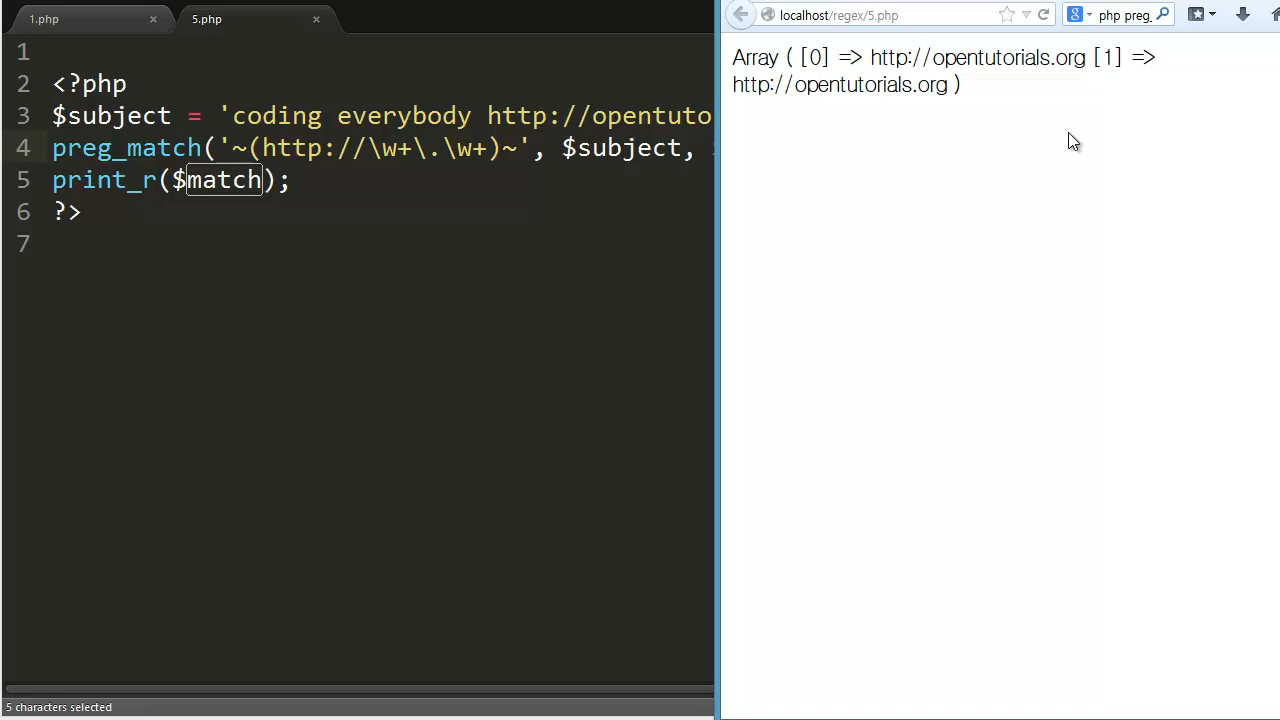 1.php
5.php
1
2 <?php
3 $subject = 'coding everybody http://opentuto
4 preg_match('~(http://\w+\.\w+)~', $subject,
5 print_r($match);
6 ?>
7
5 characters selected
localhost/regex/5.php
8 php preg_
Array ( [0] => http://opentutorials.org [1] =>
http://opentutorials.org )